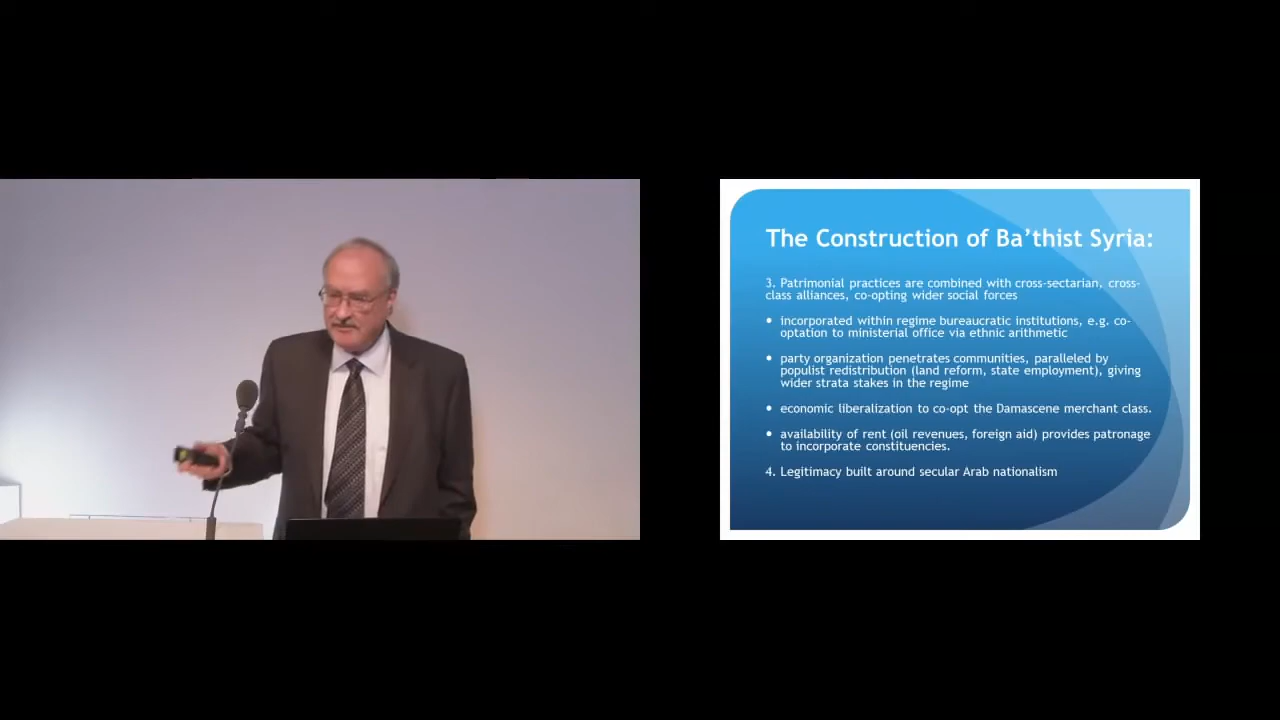 The Construction of Ba’thist Syria:
3. Patrimonial practices are combined with cross-sectarian, cross-
class alliances, co-opting wider social forces
• incorporated within regime bureaucratic institutions, e.g. co-
optation to ministerial office via ethnic arithmetic
• party organization penetrates communities, paralleled by
populist redistribution (land reform, state employment), giving
wider strata stakes in the regime
• economic liberalization to co-opt the Damascene merchant class.
• availability of rent (oil revenues, foreign aid) provides patronage
to incorporate constituencies.
4. Legitimacy built around secular Arab nationalism